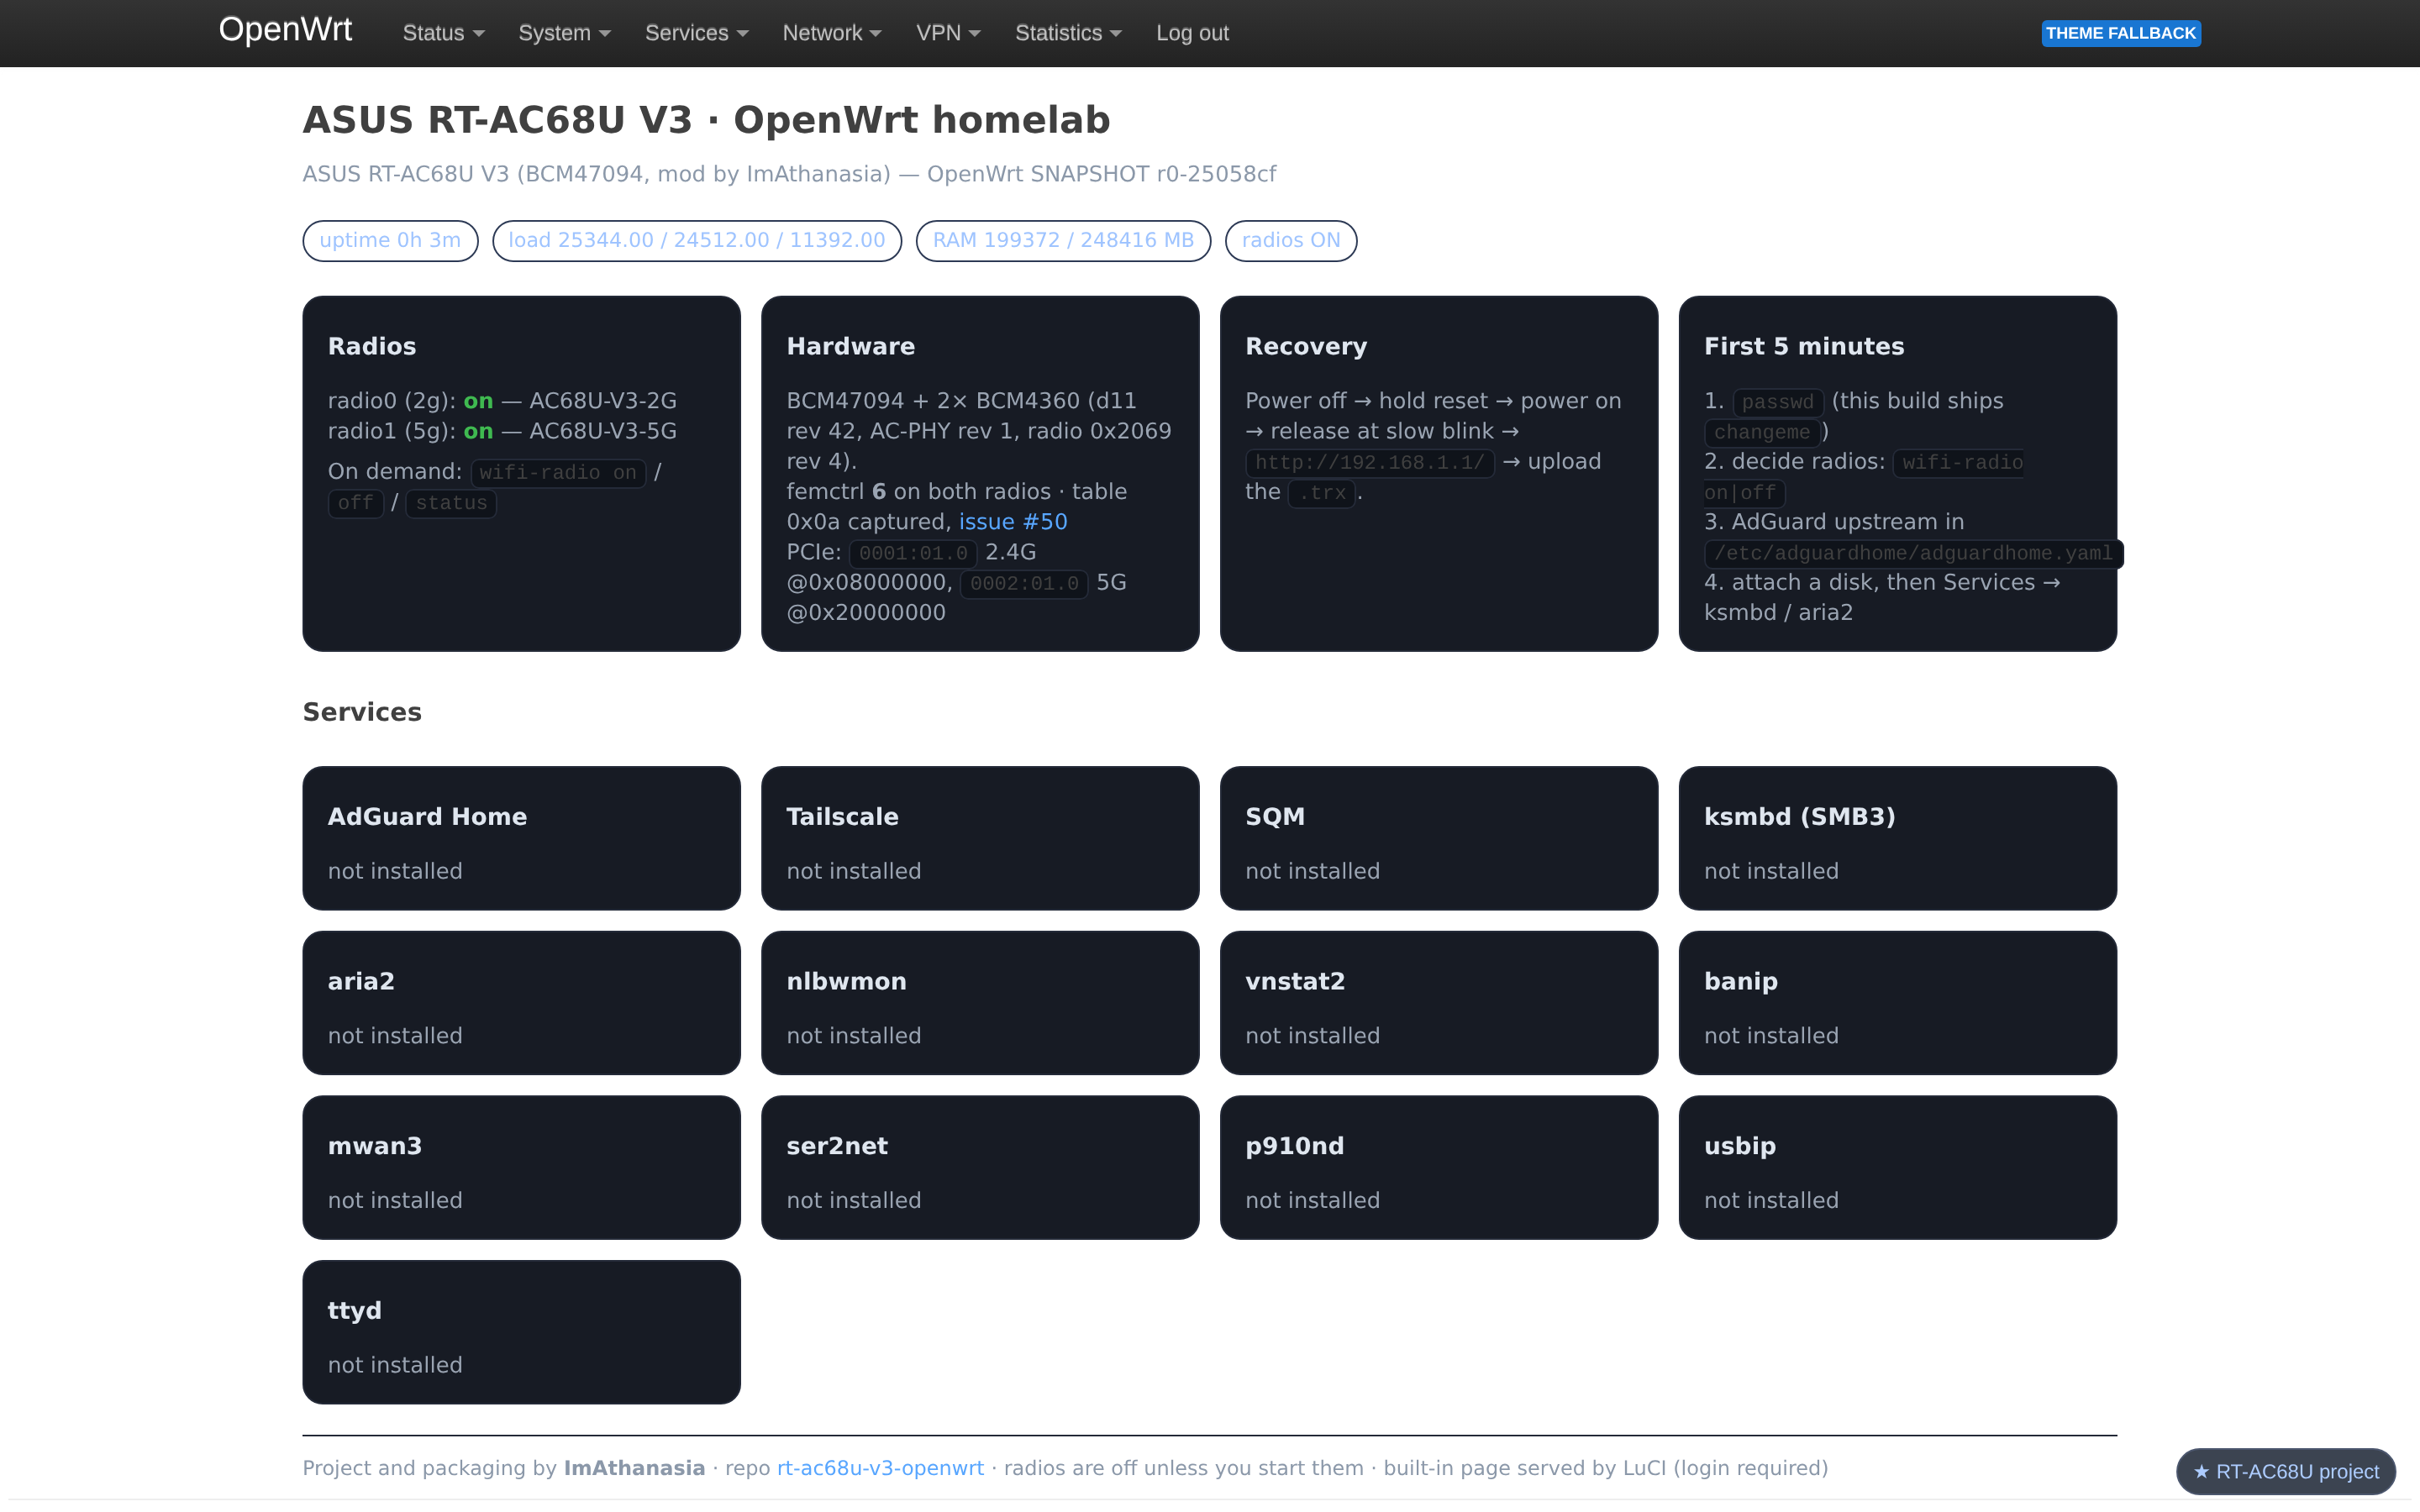 OpenWrt Status System Services Network VPN Statistics Log out THEME FALLBACK
ASUS RT-AC68U V3 · OpenWrt homelab
ASUS RT-AC68U V3 (BCM47094, mod by ImAthanasia) — OpenWrt SNAPSHOT r0-25058cf
uptime 0h 3m load 25344.00 / 24512.00 / 11392.00 RAM 199372 / 248416 MB radios ON
Radios
radio0 (2g): on — AC68U-V3-2G
radio1 (5g): on — AC68U-V3-5G
On demand: wifi-radio on /
off / status
Hardware
BCM47094 + 2× BCM4360 (d11
rev 42, AC-PHY rev 1, radio 0x2069
rev 4).
femctrl 6 on both radios · table
0x0a captured, issue #50
PCIe: 0001:01.0 2.4G
@0x08000000, 0002:01.0 5G
@0x20000000
Recovery
Power off → hold reset → power on
→ release at slow blink →
http://192.168.1.1/ → upload
the .trx.
First 5 minutes
1. passwd (this build ships
changeme)
2. decide radios: wifi-radio
on|off
3. AdGuard upstream in
/etc/adguardhome/adguardhome.yaml
4. attach a disk, then Services →
ksmbd / aria2
Services
AdGuard Home
not installed
Tailscale
not installed
SQM
not installed
ksmbd (SMB3)
not installed
aria2
not installed
nlbwmon
not installed
vnstat2
not installed
banip
not installed
mwan3
not installed
ser2net
not installed
p910nd
not installed
usbip
not installed
ttyd
not installed
Project and packaging by ImAthanasia · repo rt-ac68u-v3-openwrt · radios are off unless you start them · built-in page served by LuCI (login required)
★ RT-AC68U project